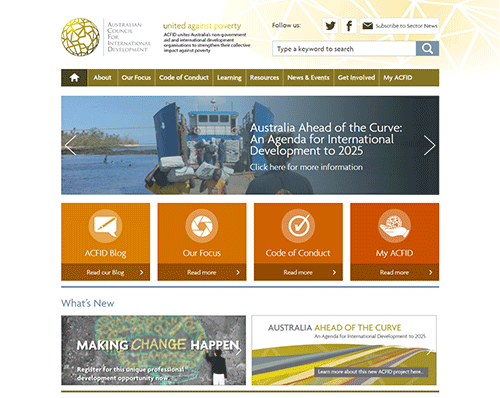 AUSTRALIAN
COUNCIL
FOR
INTERNATIONAL
DEVELOPMENT
united against poverty
ACFID unites Australia's non-government
aid and international development
organisations to strengthen their collective
impact against poverty
Follow us:
Subscribe to Sector News
Type a keyword to search
About
Our Focus
Code of Conduct
Learning
Resources
News & Events
Get Involved
My ACFID
Australia Ahead of the Curve:
An Agenda for International
Development to 2025
Click here for more information
ACFID Blog
Our Focus
Code of Conduct
My ACFID
Read our Blog
Read more
Read more
Read more
What's New
MAKING CHANGE HAPPEN
Register for this unique professional
development opportunity now.
AUSTRALIA AHEAD OF THE CURVE
An Agenda for International Development to 2025
Learn more about this new ACFID project here...